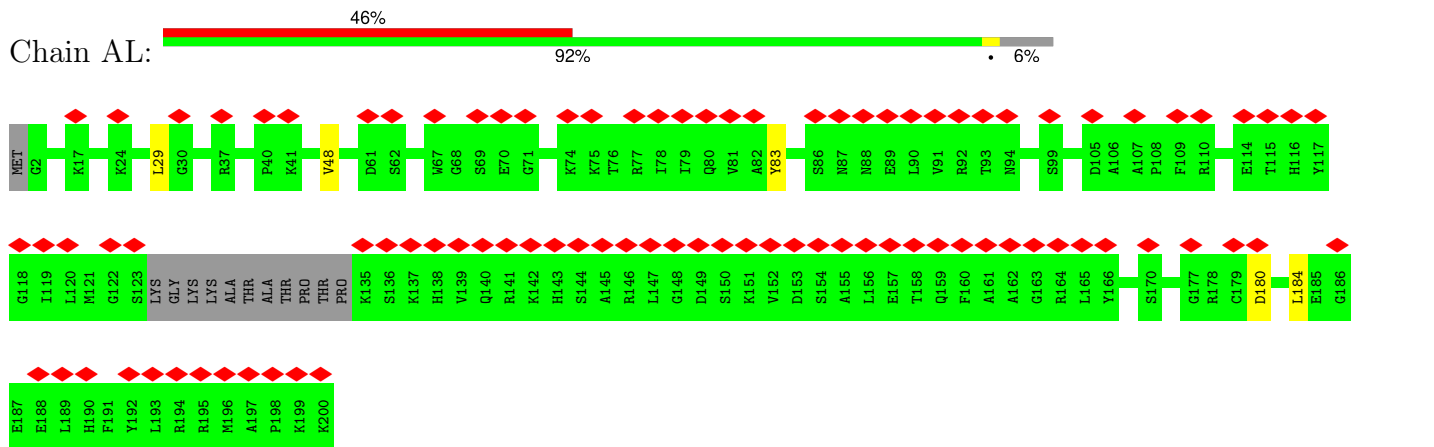 46%
Chain AL:
92% • 6%
MET G2 K17 K24 L29 G30 R37 P40 K41 V48 D61 S62 W67 G68 S69 E70 G71 K74 K75 T76 R77 I78 I79 Q80 V81 A82 Y83 S86 N87 N88 E89 L90 V91 R92 T93 N94 S99 D105 A106 A107 P108 F109 R110 E114 T115 H116 Y117
G118 I119 L120 M121 G122 S123 LYS GLY LYS LYS ALA THR ALA THR PRO THR PRO K135 S136 K137 H138 V139 Q140 R141 K142 H143 S144 A145 R146 L147 G148 D149 S150 K151 V152 D153 S154 A155 L156 E157 T158 Q159 F160 A161 A162 G163 R164 L165 Y166 S170 G177 R178 C179 D180 L184 E185 G186
E187 E188 L189 H190 F191 Y192 L193 R194 R195 M196 A197 P198 K199 K200